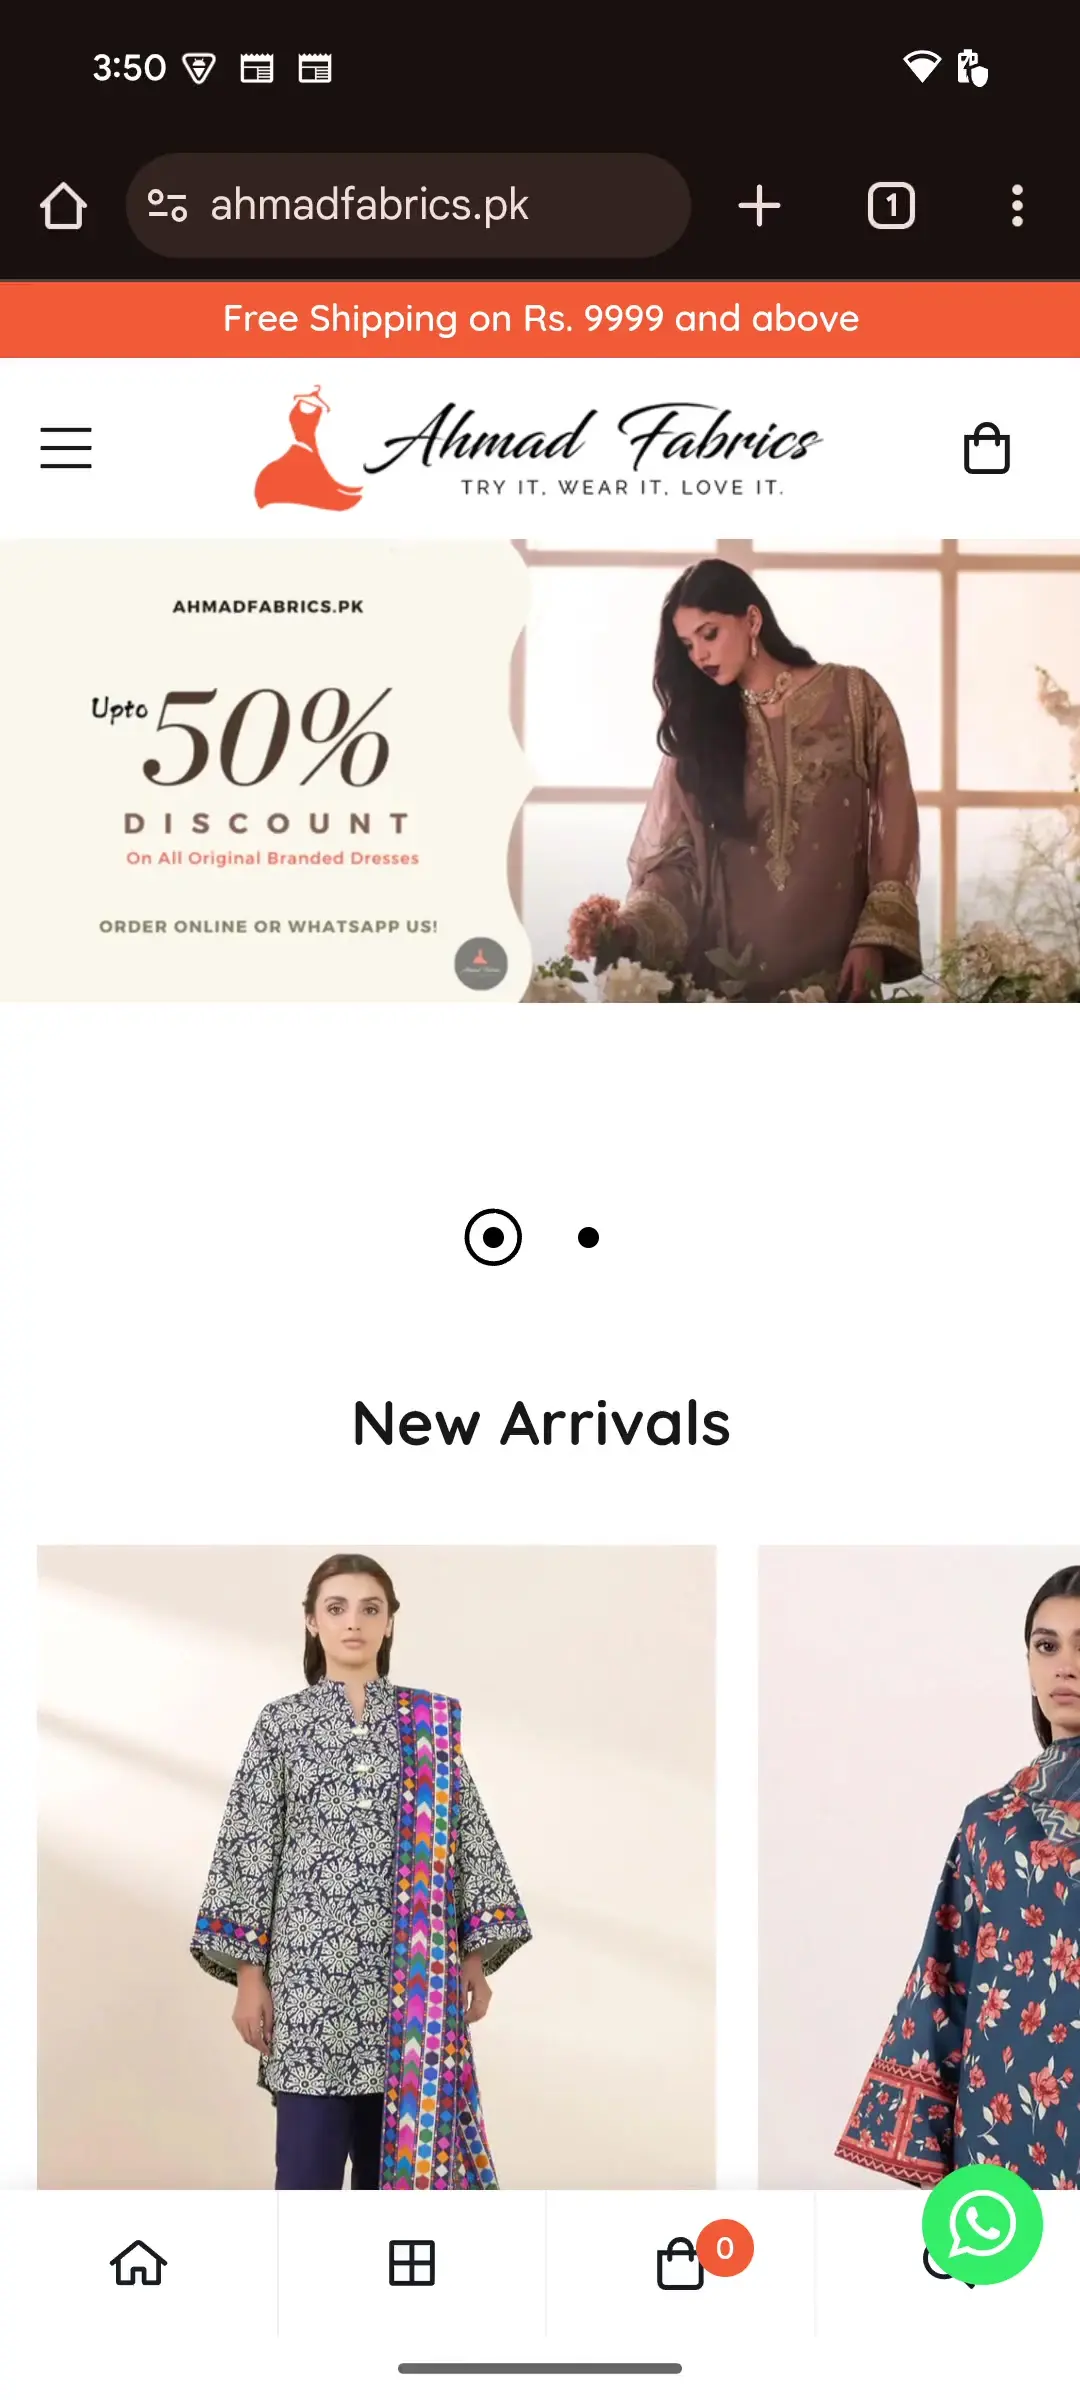 3:50
ahmadfabrics.pk
1
Free Shipping on Rs. 9999 and above
Ahmad Fabrics
TRY IT. WEAR IT. LOVE IT.
AHMADFABRICS.PK
Upto
50%
DISCOUNT
On All Original Branded Dresses
ORDER ONLINE OR WHATSAPP US!
New Arrivals
0